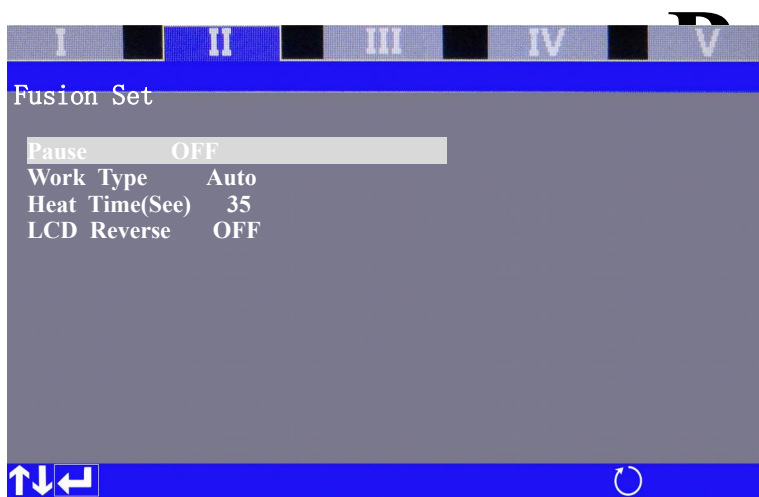 I II III IV V
Fusion Set
Pause OFF
Work Type Auto
Heat Time(See) 35
LCD Reverse OFF